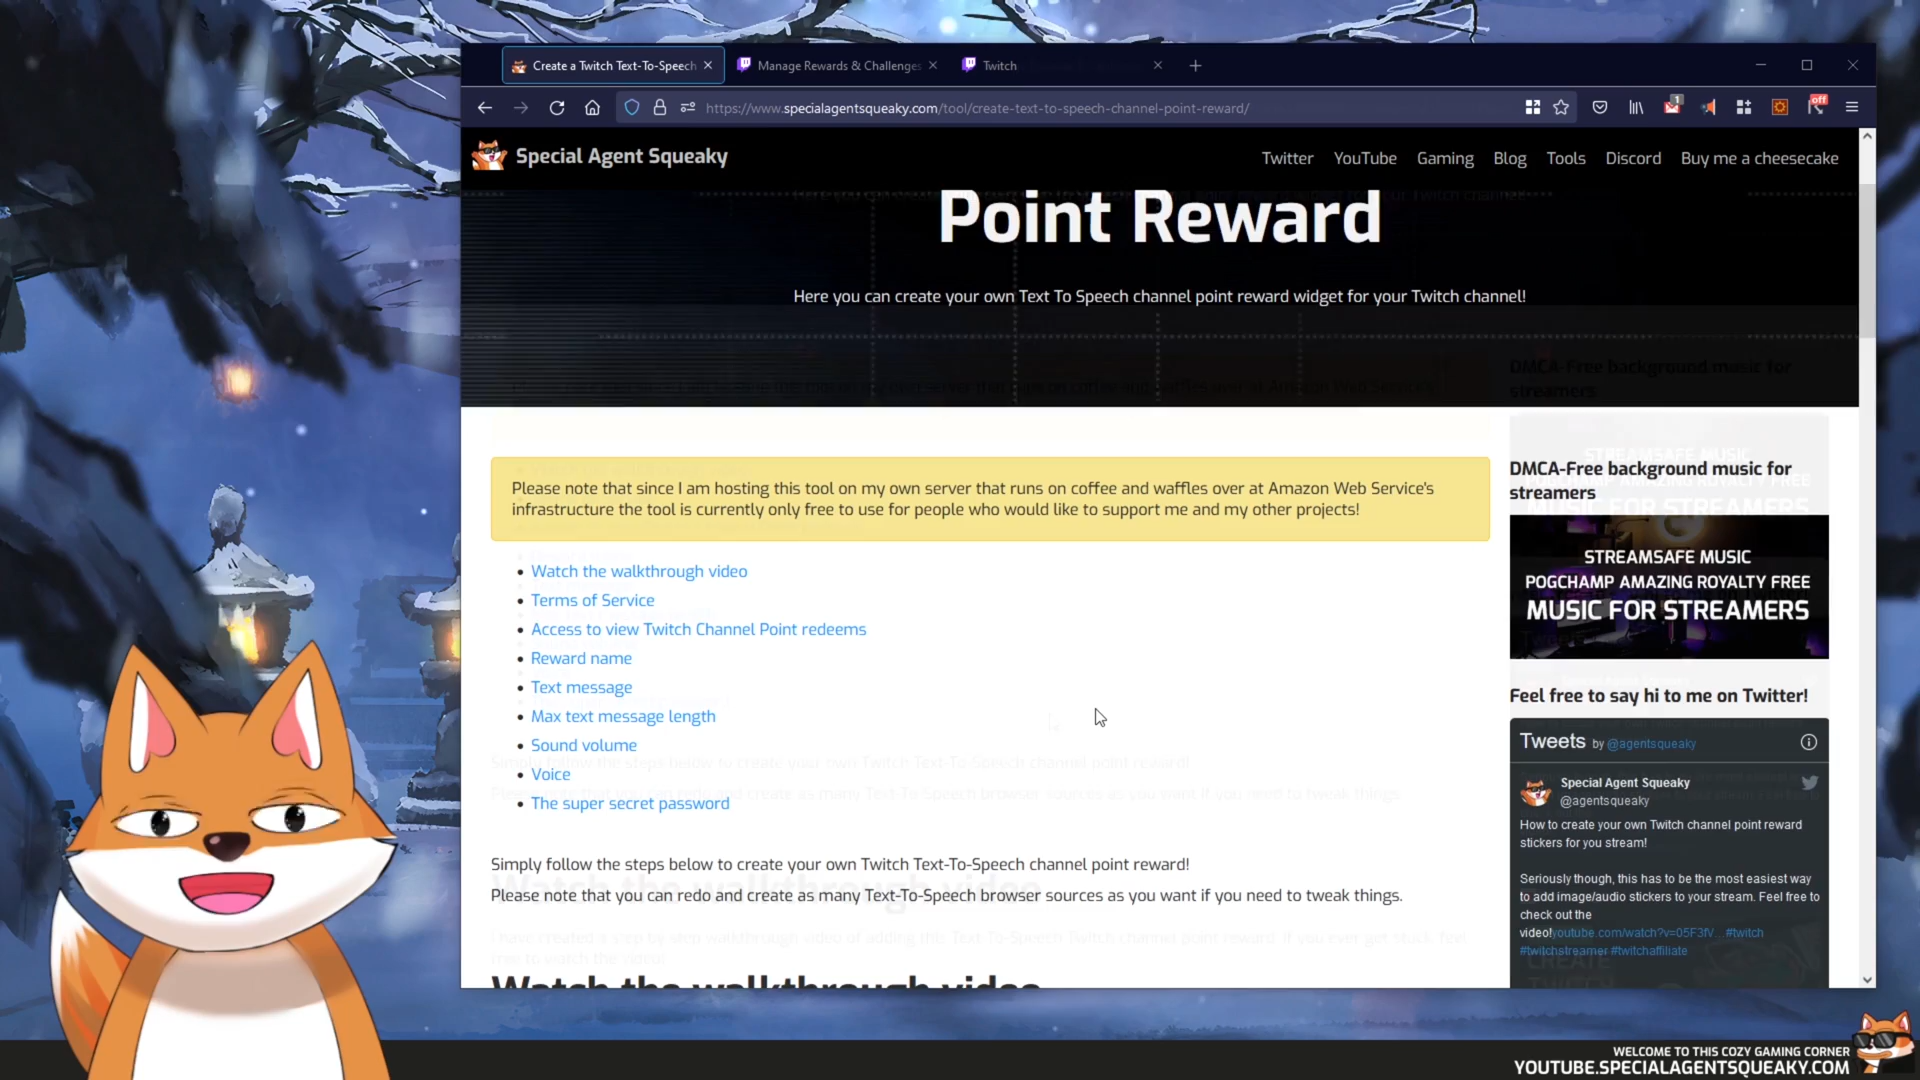 Create a Twitch Text-To-Speech
Manage Rewards & Challenges
Twitch
https://www.specialagentsqueaky.com/tool/create-text-to-speech-channel-point-reward/
1
off
Special Agent Squeaky
Twitter YouTube Gaming Blog Tools Discord Buy me a cheesecake
Point Reward
Here you can create your own Text To Speech channel point reward widget for your Twitch channel!
Please note that since I am hosting this tool on my own server that runs on coffee and waffles over at Amazon Web Service's
infrastructure the tool is currently only free to use for people who would like to support me and my other projects!
Watch the walkthrough video
Terms of Service
Access to view Twitch Channel Point redeems
Reward name
Text message
Max text message length
Sound volume
Voice
The super secret password
Simply follow the steps below to create your own Twitch Text-To-Speech channel point reward!
Please note that you can redo and create as many Text-To-Speech browser sources as you want if you need to tweak things.
Watch the walkthrough video
DMCA-Free background music for
streamers
STREAMSAFE MUSIC
POGCHAMP AMAZING ROYALTY FREE
MUSIC FOR STREAMERS
Feel free to say hi to me on Twitter!
Tweets by @agentsqueaky
Special Agent Squeaky
@agentsqueaky
How to create your own Twitch channel point reward
stickers for you stream!
Seriously though, this has to be the most easiest way
to add image/audio stickers to your stream. Feel free to
check out the
video!youtube.com/watch?v=05F3fV... #twitch
#twitchstreamer #twitchaffiliate
WELCOME TO THIS COZY GAMING CORNER
YOUTUBE.SPECIALAGENTSQUEAKY.COM